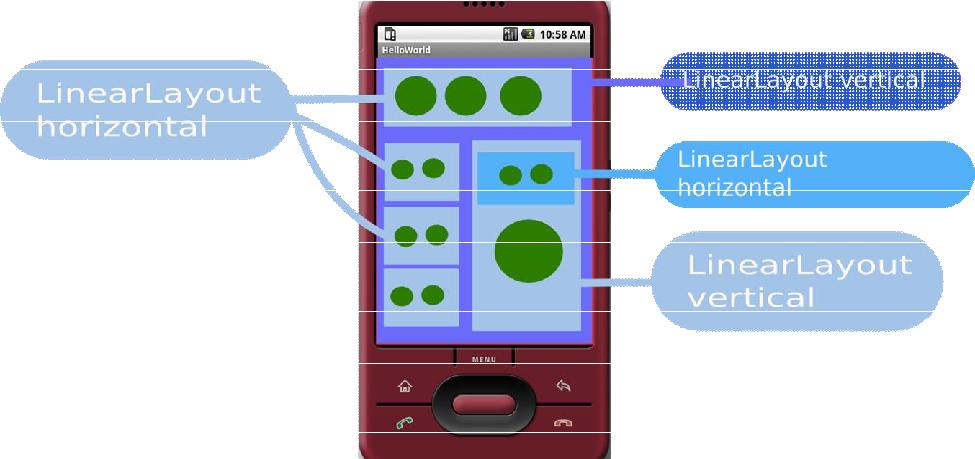 10:58 AM
HelloWorld
LinearLayout
horizontal
LinearLayout vertical
LinearLayout
horizontal
LinearLayout
vertical
MENU